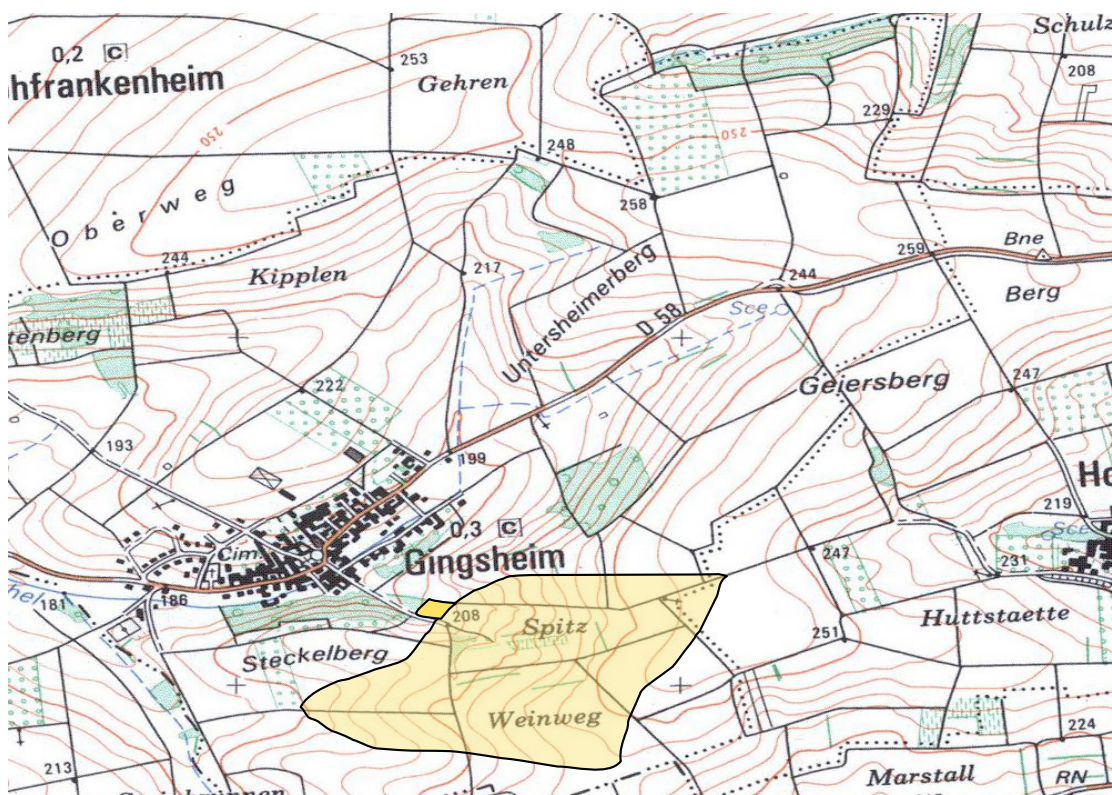 Schulz
0,2 C
253
208
hfrankenheim
Gehren
229
250
250
248
Oberweg
258
244
217
Kipplen
259
Bne
244
Berg
Untersheimerberg
D 58
Sce
tenberg
222
Geiersberg
247
193
199
Ho
219
0,3 C
Sce
Cim.
Gingsheim
247
231
hel
181
186
208
Spitz
251
Huttstaette
Steckelberg
Weinweg
224
213
Marstall
RN